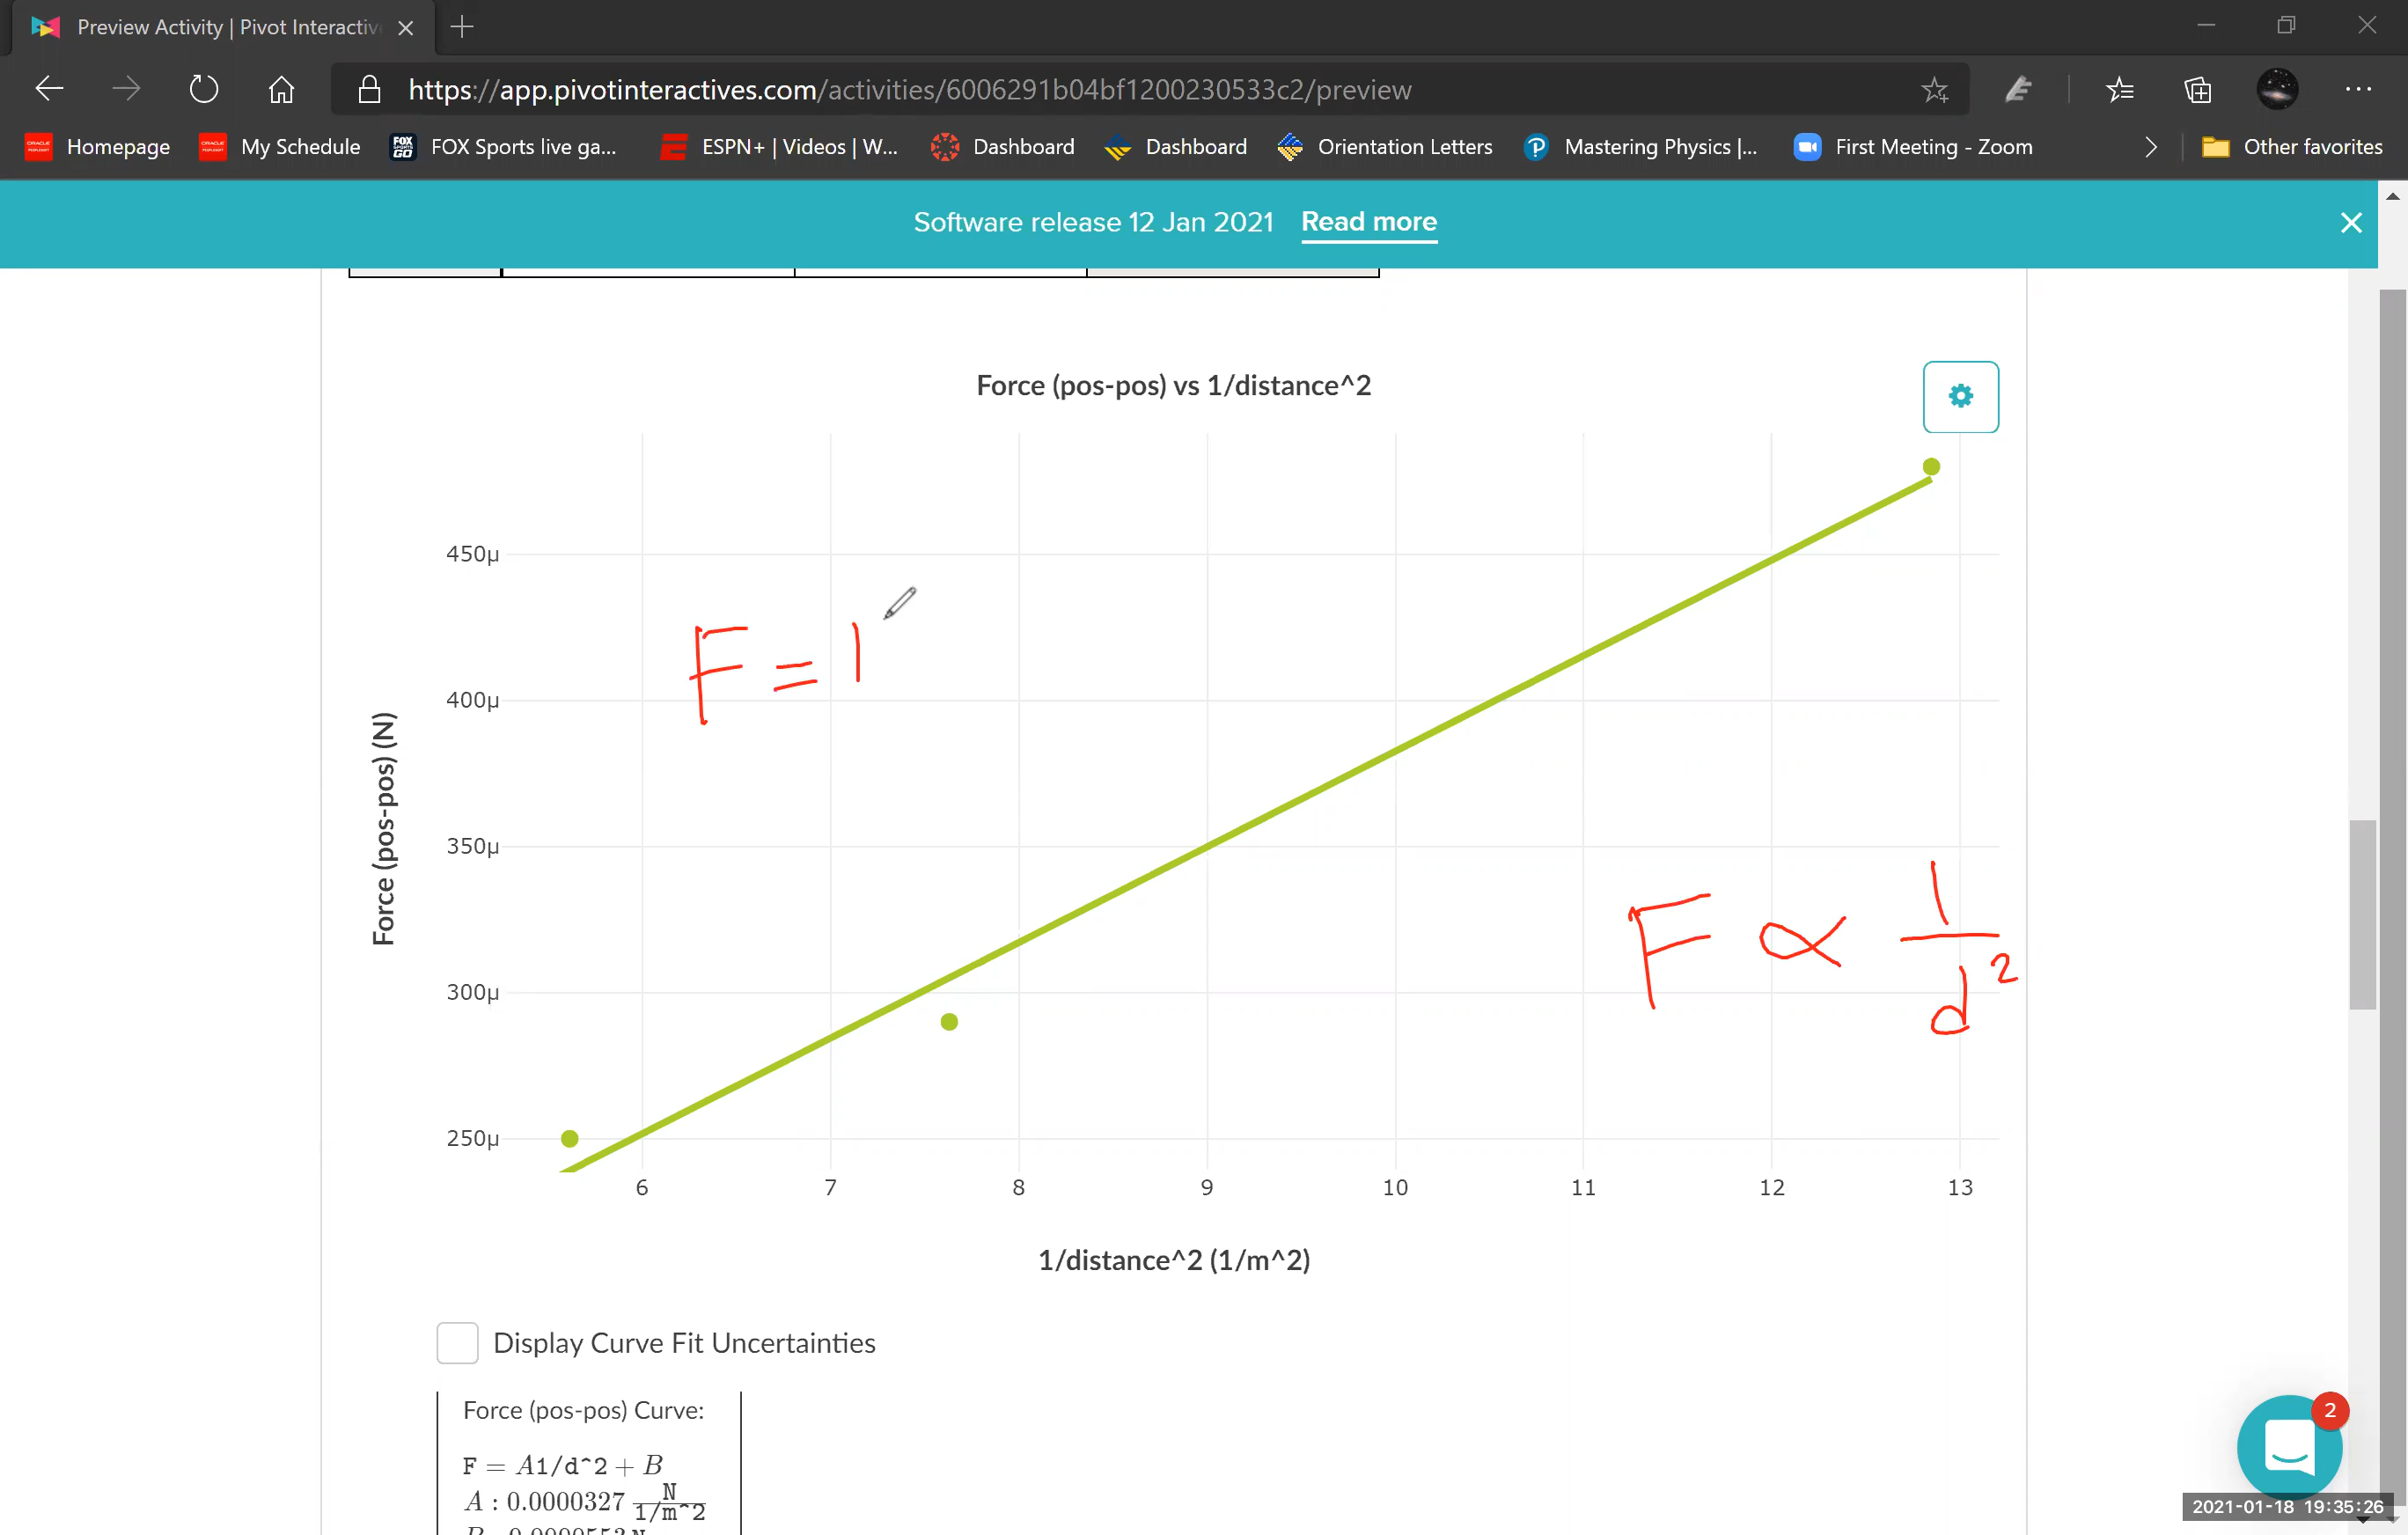 Preview Activity | Pivot Interactiv
https://app.pivotinteractives.com/activities/6006291b04bf1200230533c2/preview
Homepage My Schedule FOX Sports live ga... ESPN+ | Videos | W... Dashboard Dashboard Orientation Letters Mastering Physics |... First Meeting - Zoom Other favorites
Software release 12 Jan 2021 Read more
Force (pos-pos) vs 1/distance^2
450µ
F = 1
400µ
350µ
F ∝ 1/d²
300µ
250µ
Force (pos-pos) (N)
6 7 8 9 10 11 12 13
1/distance^2 (1/m^2)
Display Curve Fit Uncertainties
Force (pos-pos) Curve:
F = A1/d^2 + B
A : 0.0000327 N/1/m^2
2
2021-01-18 19:35:26